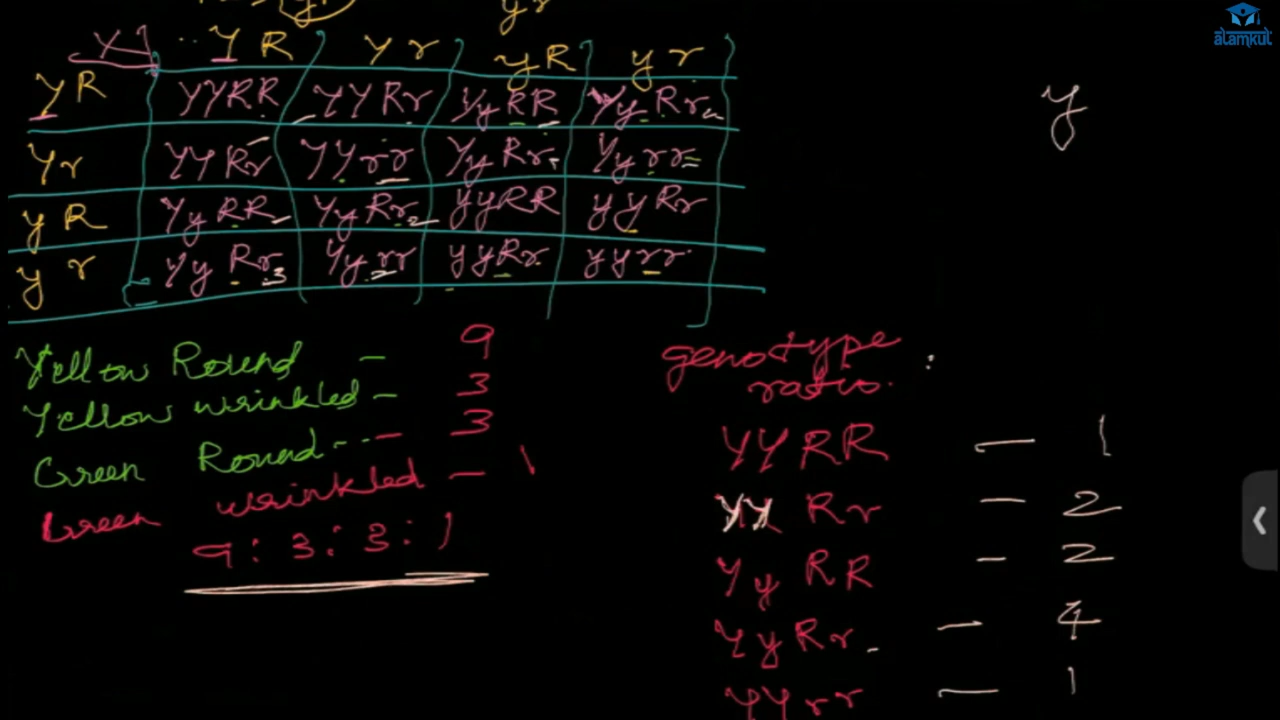 yr
alamkul
X1 YR Yr yR yr
YR YYRR YYRr YyRR YyRr
Yr YYRr YYrr YyRr Yyrr
yR YyRR YyRr yyRR yyRr
yr YyRr Yyrr yyRr yyrr
y
Yellow Round - 9
Yellow wrinkled - 3
Green Round - 3
Green wrinkled - 1
9:3:3:1
genotype
ratio. :
YYRR - 1
YYRr - 2
YyRR - 2
YyRr - 4
YYrr - 1